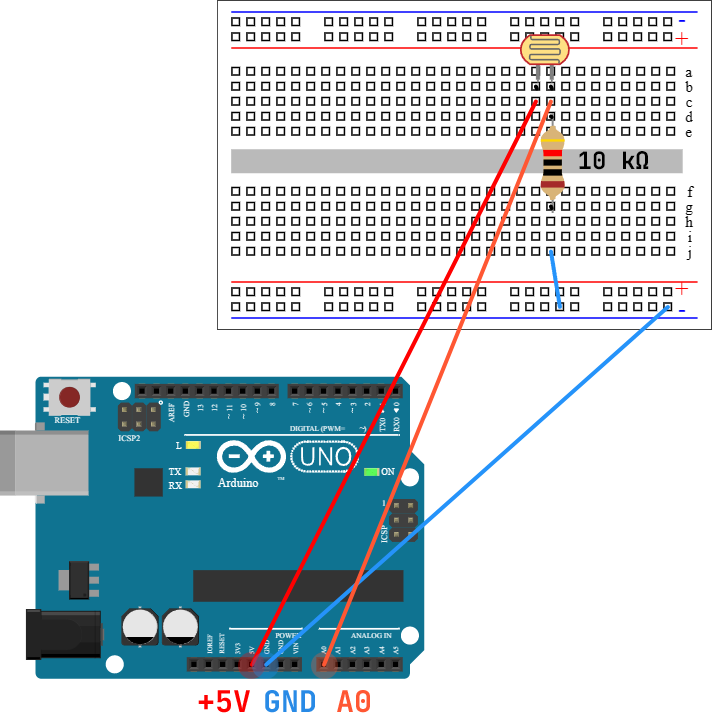 -
+
a
b
c
d
e
10 kΩ
f
g
h
i
j
+
-
RESET
ICSP2
AREF
GND
13
12
~11
~10
~9
8
7
~6
~5
4
~3
2
TX0▶1
RX0◀0
DIGITAL (PWM= ~)
L
TX
RX
UNO
Arduino
™
ON
1
ICSP
IOREF
RESET
3V3
5V
GND
GND
VIN
POWER
A0
A1
A2
A3
A4
A5
ANALOG IN
+5V GND A0